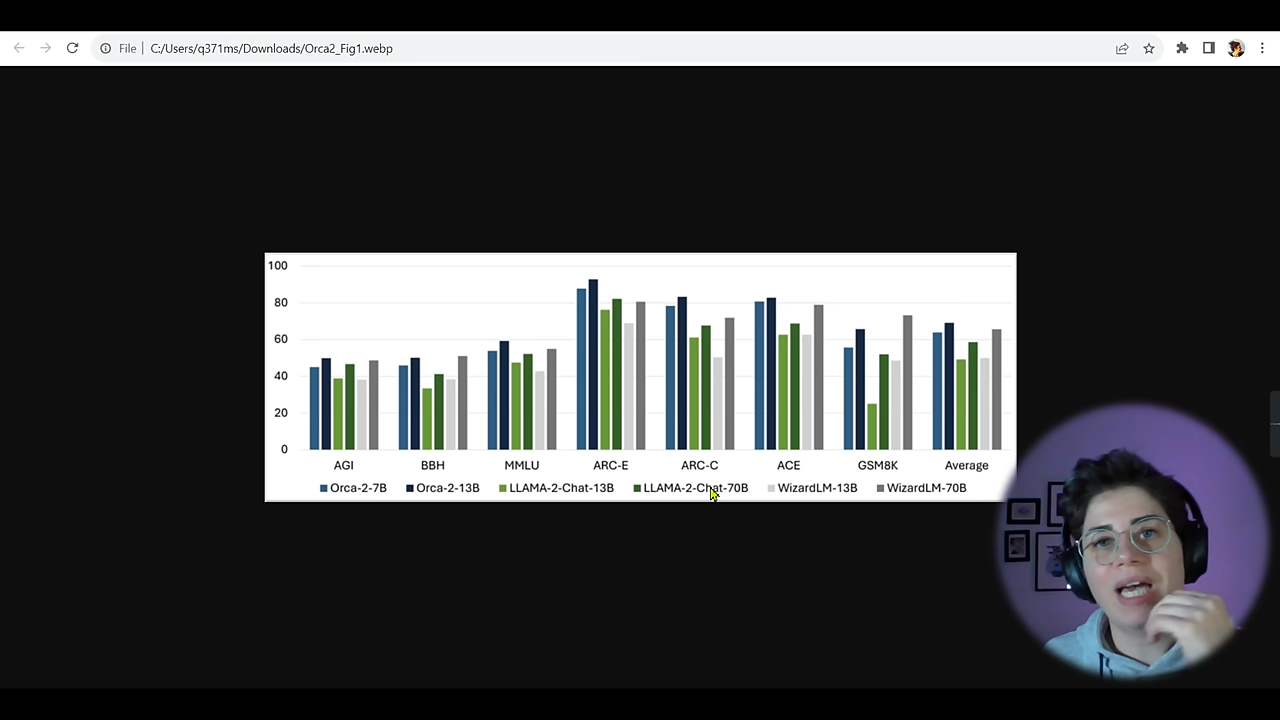 File C:/Users/q371ms/Downloads/Orca2_Fig1.webp
100
80
60
40
20
0
AGI BBH MMLU ARC-E ARC-C ACE GSM8K Average
Orca-2-7B Orca-2-13B LLAMA-2-Chat-13B LLAMA-2-Chat-70B WizardLM-13B WizardLM-70B